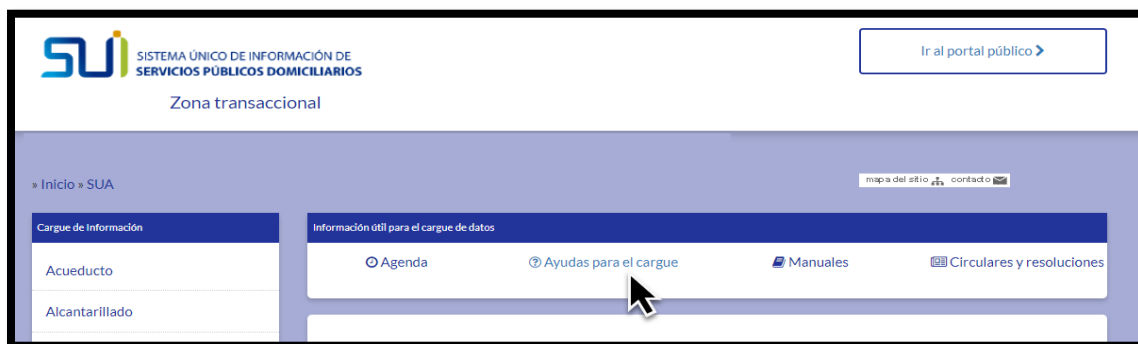 sui
SISTEMA ÚNICO DE INFORMACIÓN DE
SERVICIOS PÚBLICOS DOMICILIARIOS
Zona transaccional
Ir al portal público
» Inicio » SUA
mapa del sitio contacto
Cargue de Información
Acueducto
Alcantarillado
Información útil para el cargue de datos
Agenda Ayudas para el cargue Manuales Circulares y resoluciones